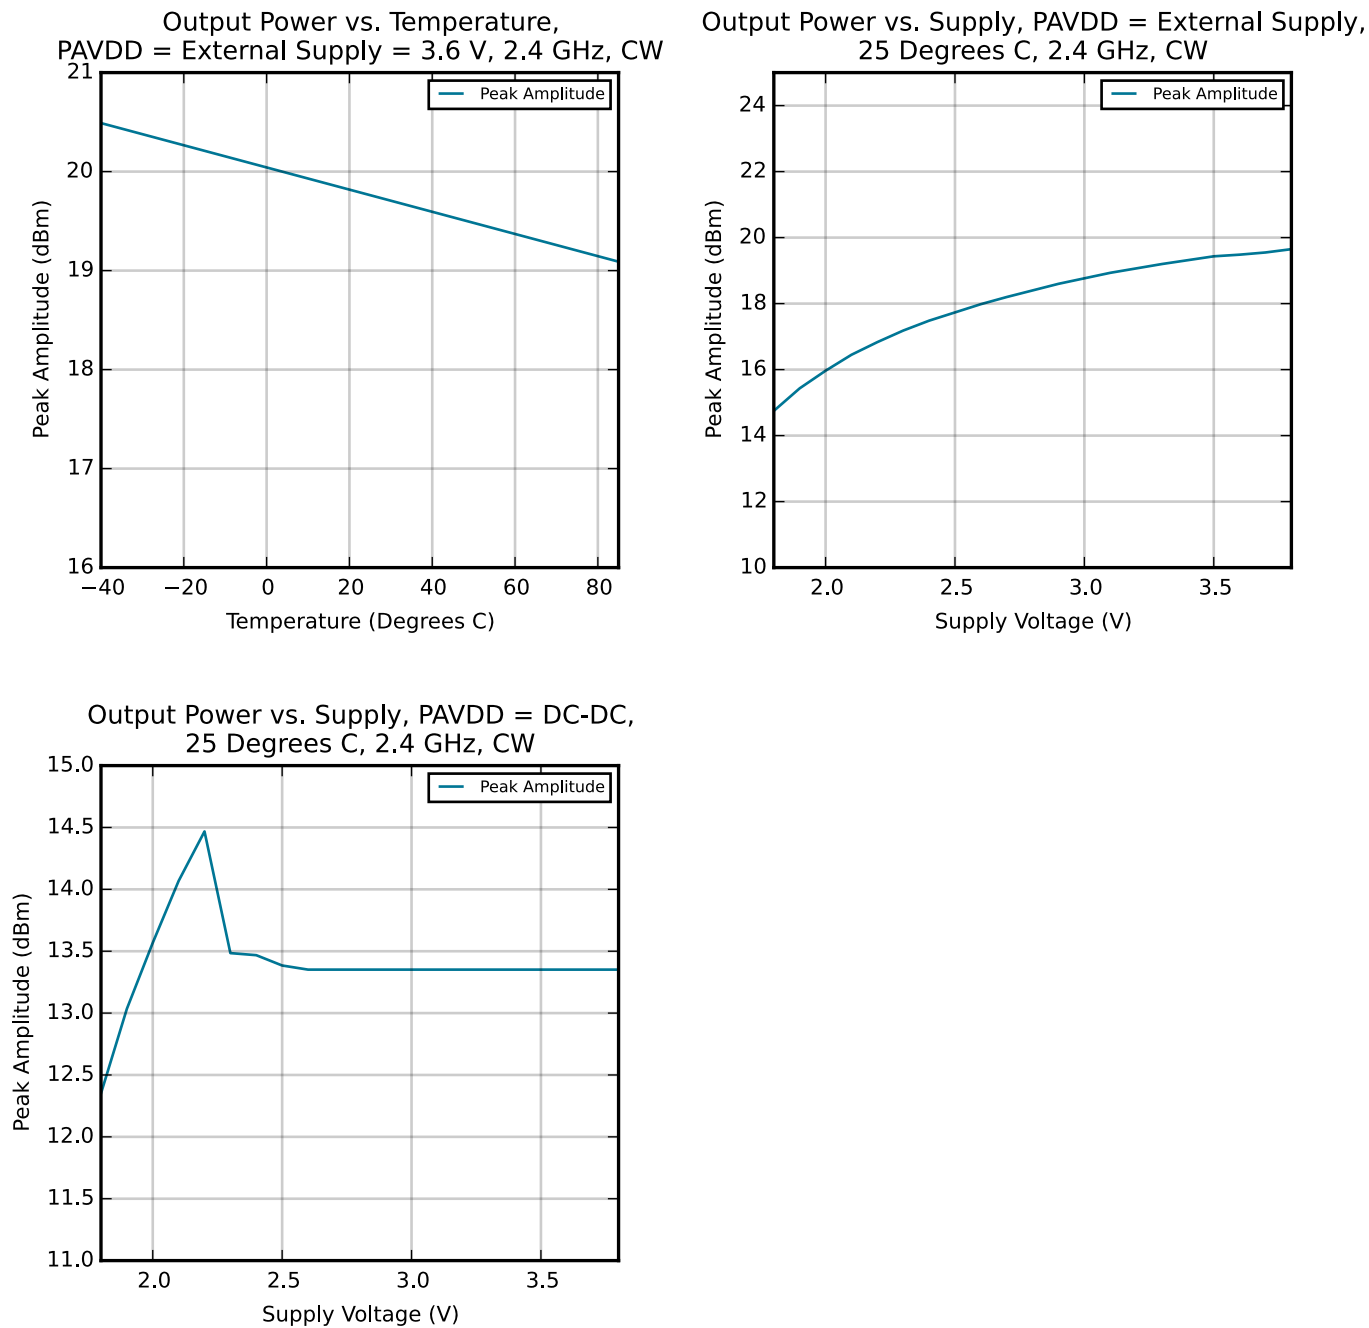 Output Power vs. Temperature,
PAVDD = External Supply = 3.6 V, 2.4 GHz, CW
Peak Amplitude
21
20
19
18
17
16
Peak Amplitude (dBm)
−40
−20
0
20
40
60
80
Temperature (Degrees C)
Output Power vs. Supply, PAVDD = External Supply,
25 Degrees C, 2.4 GHz, CW
Peak Amplitude
24
22
20
18
16
14
12
10
Peak Amplitude (dBm)
2.0
2.5
3.0
3.5
Supply Voltage (V)
Output Power vs. Supply, PAVDD = DC-DC,
25 Degrees C, 2.4 GHz, CW
Peak Amplitude
15.0
14.5
14.0
13.5
13.0
12.5
12.0
11.5
11.0
Peak Amplitude (dBm)
2.0
2.5
3.0
3.5
Supply Voltage (V)